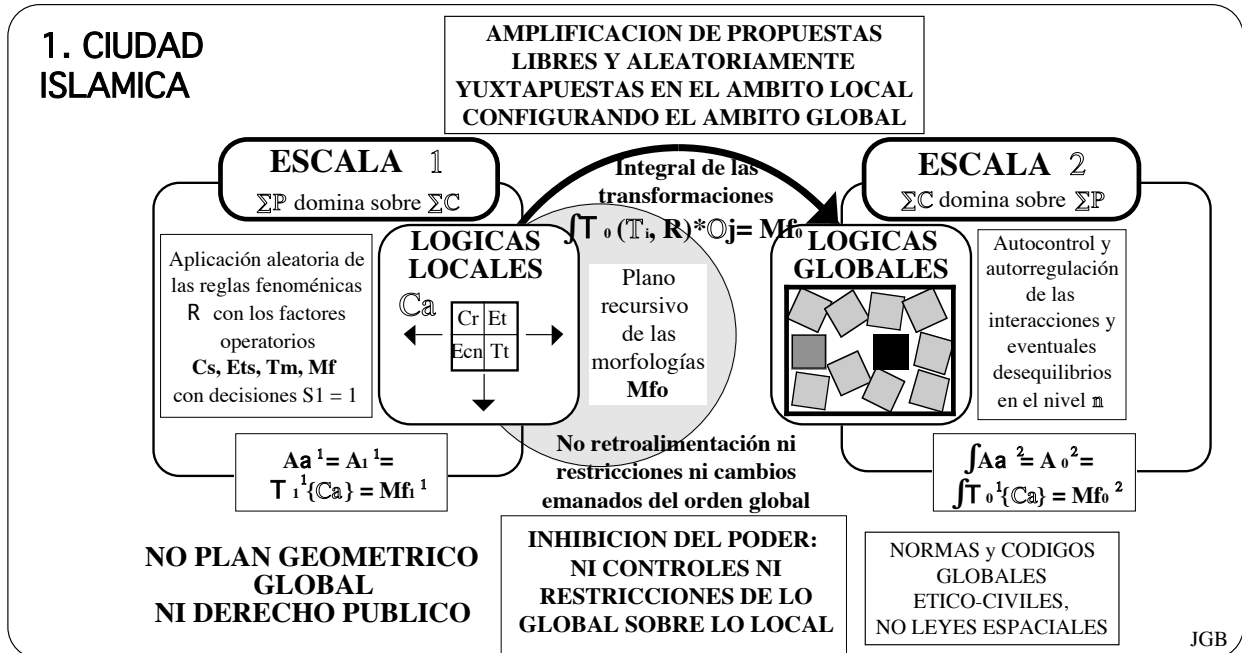 1. CIUDAD
ISLAMICA
AMPLIFICACION DE PROPUESTAS
LIBRES Y ALEATORIAMENTE
YUXTAPUESTAS EN EL AMBITO LOCAL
CONFIGURANDO EL AMBITO GLOBAL
ESCALA 𝟙
∑ℙ domina sobre ∑ℂ
Aplicación aleatoria de
las reglas fenoménicas
R con los factores
operatorios
Cs, Ets, Tm, Mf
con decisiones S1 = 1
LOGICAS
LOCALES
ℂa
Cr Et
Ecn Tt
Aa ¹= A₁ ¹=
T ₁¹{ℂa} = Mf₁ ¹
Integral de las
transformaciones
∫T ₀ (𝕋ᵢ, R)*𝕆j= Mf₀
Plano
recursivo
de las
morfologías
Mfo
No retroalimentación ni
restricciones ni cambios
emanados del orden global
ESCALA 𝟚
∑ℂ domina sobre ∑ℙ
LOGICAS
GLOBALES
Autocontrol y
autorregulación
de las
interacciones y
eventuales
desequilibrios
en el nivel 𝕟
∫Aa ²= A ₀²=
∫T ₀¹{ℂa} = Mf₀ ²
NO PLAN GEOMETRICO
GLOBAL
NI DERECHO PUBLICO
INHIBICION DEL PODER:
NI CONTROLES NI
RESTRICCIONES DE LO
GLOBAL SOBRE LO LOCAL
NORMAS y CODIGOS
GLOBALES
ETICO-CIVILES,
NO LEYES ESPACIALES
JGB